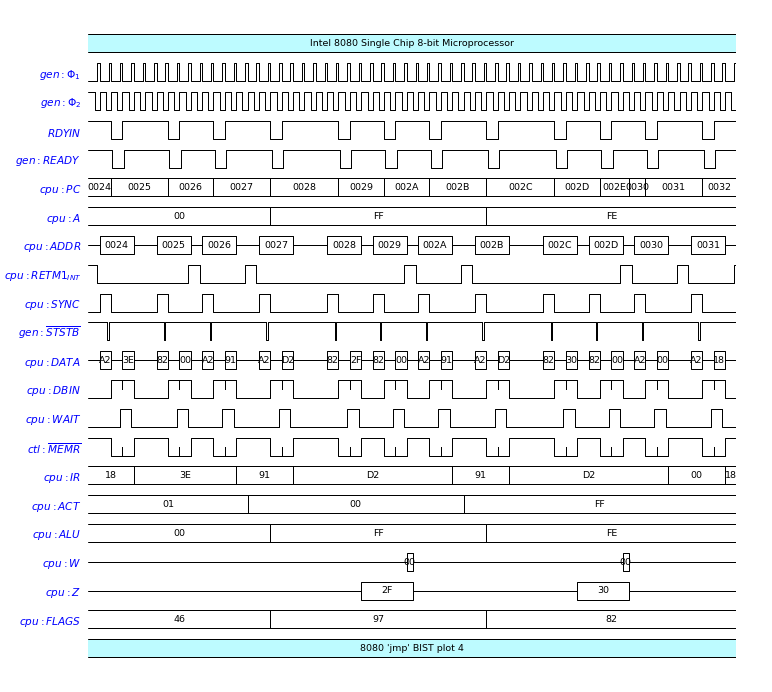 Intel 8080 Single Chip 8-bit Microprocessor
gen : Φ1
gen : Φ2
RDYIN
gen : READY
cpu : PC 0024 0025 0026 0027 0028 0029 002A 002B 002C 002D 002E 0030 0031 0032
cpu : A 00 FF FE
cpu : ADDR 0024 0025 0026 0027 0028 0029 002A 002B 002C 002D 0030 0031
cpu : RETM1INT
cpu : SYNC
gen : STSTB
cpu : DATA A2 3E 82 00 A2 91 A2 D2 82 2F 82 00 A2 91 A2 D2 82 30 82 00 A2 00 A2 18
cpu : DBIN
cpu : WAIT
ctl : MEMR
cpu : IR 18 3E 91 D2 91 D2 00 18
cpu : ACT 01 00 FF
cpu : ALU 00 FF FE
cpu : W 00 00
cpu : Z 2F 30
cpu : FLAGS 46 97 82
8080 'jmp' BIST plot 4